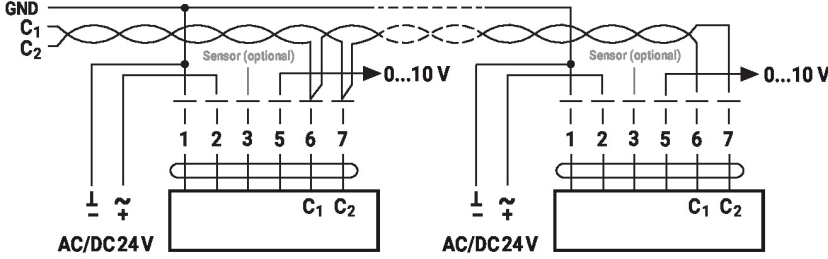 GND
C1
C2
Sensor (optional)
0...10 V
Sensor (optional)
0...10 V
1 2 3 5 6 7
1 2 3 5 6 7
⊥ ~
– +
C1 C2
⊥ ~
– +
C1 C2
AC/DC 24 V
AC/DC 24 V